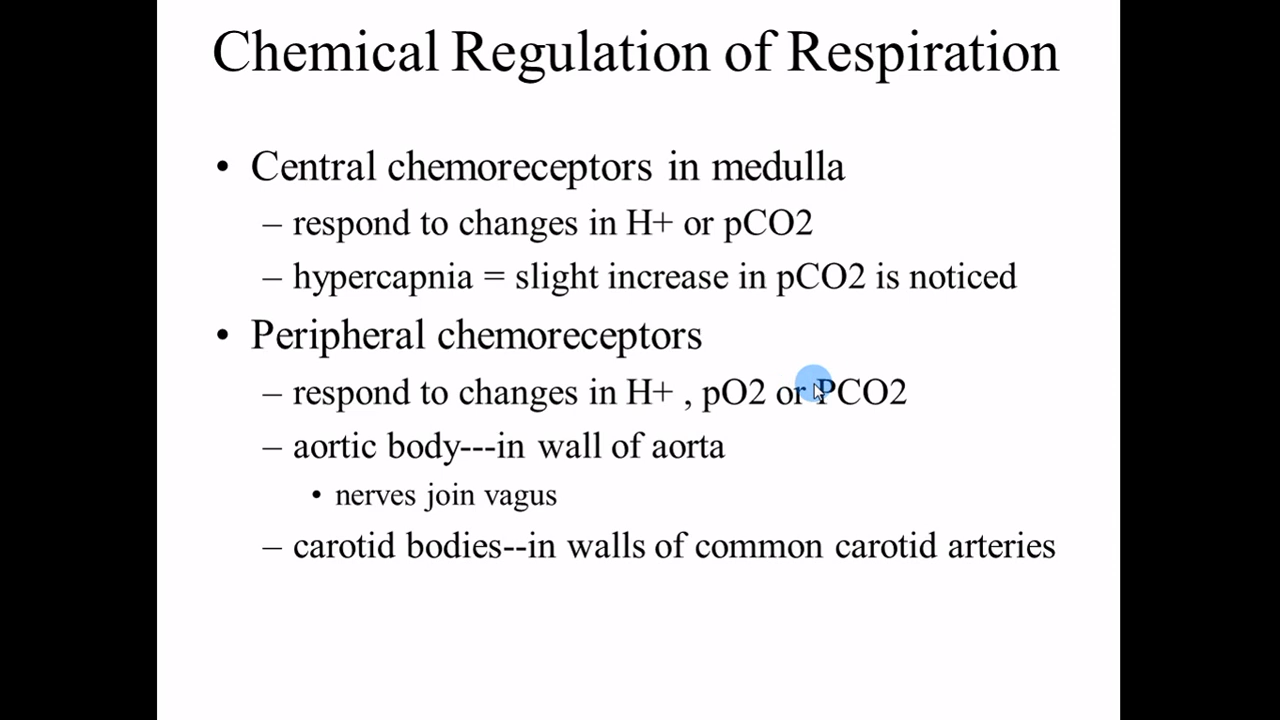 Chemical Regulation of Respiration
• Central chemoreceptors in medulla
– respond to changes in H+ or pCO2
– hypercapnia = slight increase in pCO2 is noticed
• Peripheral chemoreceptors
– respond to changes in H+ , pO2 or PCO2
– aortic body---in wall of aorta
• nerves join vagus
– carotid bodies--in walls of common carotid arteries